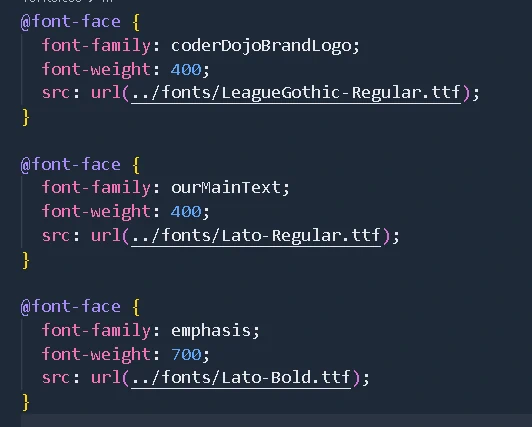 @font-face {
font-family: coderDojoBrandLogo;
font-weight: 400;
src: url(../fonts/LeagueGothic-Regular.ttf);
}
@font-face {
font-family: ourMainText;
font-weight: 400;
src: url(../fonts/Lato-Regular.ttf);
}
@font-face {
font-family: emphasis;
font-weight: 700;
src: url(../fonts/Lato-Bold.ttf);
}